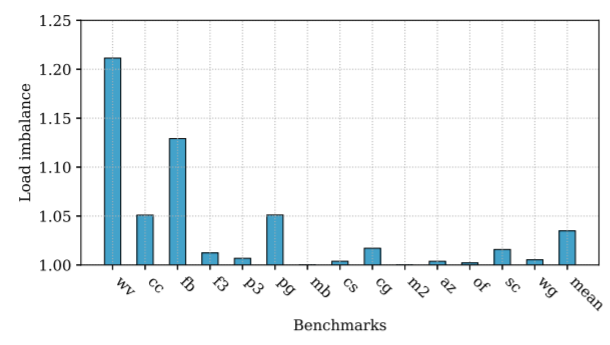 1.25
1.20
1.15
1.10
1.05
1.00
Load imbalance
wv cc fb f3 p3 pg mb cs cg m2 az of sc wg mean
Benchmarks